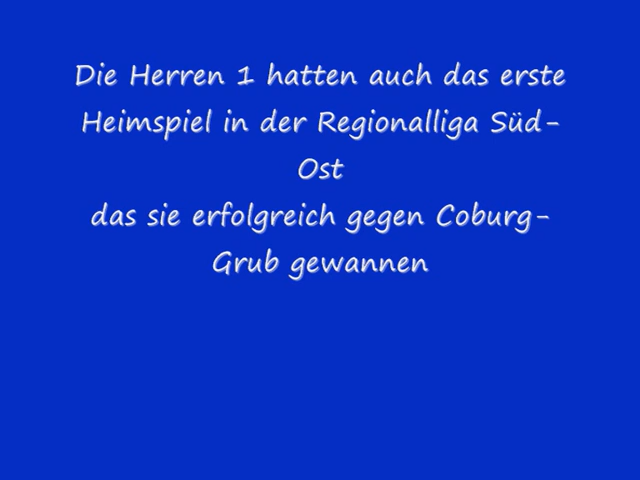 Die Herren 1 hatten auch das erste
Heimspiel in der Regionalliga Süd-
Ost
das sie erfolgreich gegen Coburg-
Grub gewannen